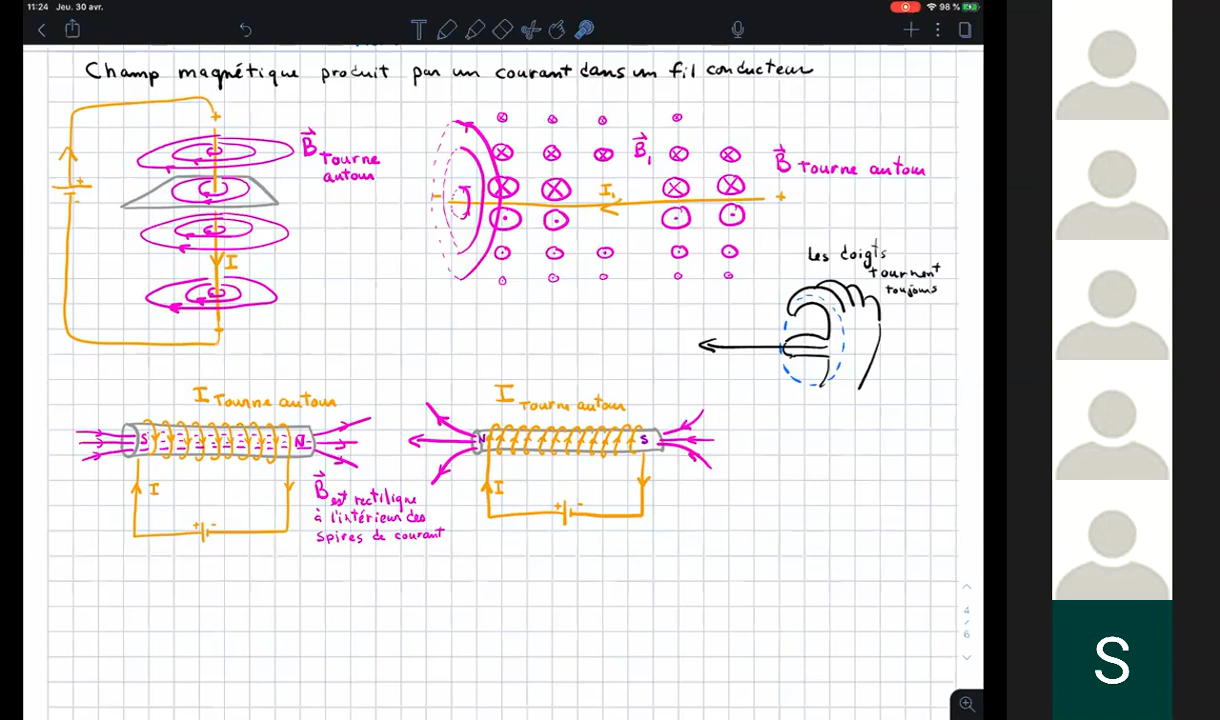 11:24 Jeu. 30 avr.
98 %
Champ magnétique produit par un courant dans un fil conducteur
+
B
Tourne
autour
+
-
I
-
B₁
I₁
-
+
B Tourne autour
Les doigts
tournent
toujours
I Tourne autour
S
N
I
+ -
B est rectiligne
à l'intérieur des
spires de courant
I Tourne autour
N
S
I
+ -
4
/
6
S